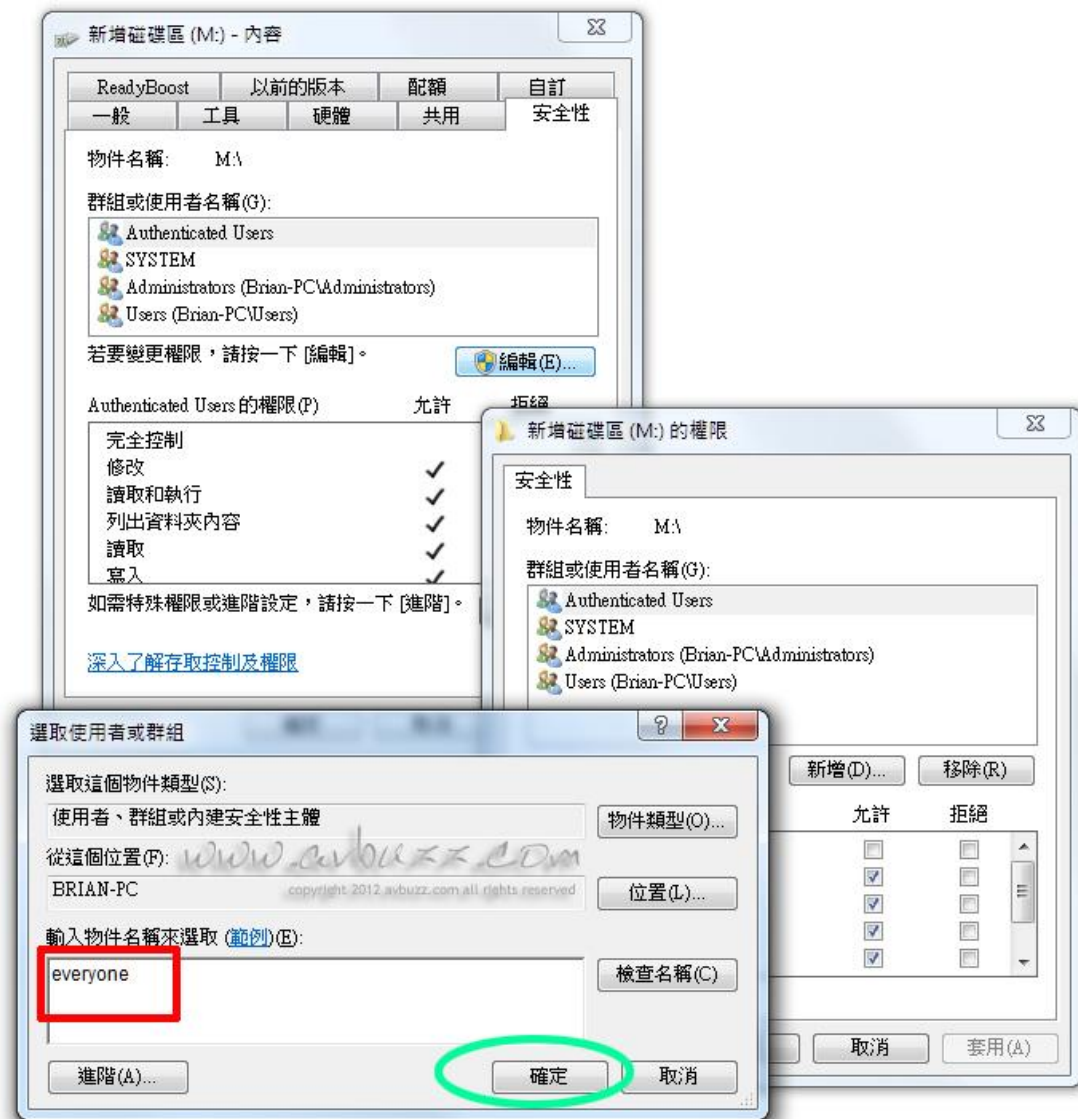 新增磁碟區 (M:) - 內容
ReadyBoost 以前的版本 配額 自訂
一般 工具 硬體 共用 安全性
物件名稱: M:\
群組或使用者名稱(G):
Authenticated Users
SYSTEM
Administrators (Brian-PC\Administrators)
Users (Brian-PC\Users)
若要變更權限，請按一下 [編輯]。 編輯(E)...
Authenticated Users 的權限(P) 允許 拒絕
完全控制
修改
讀取和執行
列出資料夾內容
讀取
寫入
如需特殊權限或進階設定，請按一下 [進階]。
深入了解存取控制及權限
新增磁碟區 (M:) 的權限
安全性
物件名稱: M:\
群組或使用者名稱(G):
Authenticated Users
SYSTEM
Administrators (Brian-PC\Administrators)
Users (Brian-PC\Users)
新增(D)... 移除(R)
允許 拒絕
取消 套用(A)
選取使用者或群組
選取這個物件類型(S):
使用者、群組或內建安全性主體 物件類型(O)...
從這個位置(F): www.avbuzz.com
BRIAN-PC copyright 2012 avbuzz.com all rights reserved 位置(L)...
輸入物件名稱來選取 (範例)(E):
everyone 檢查名稱(C)
進階(A)... 確定 取消